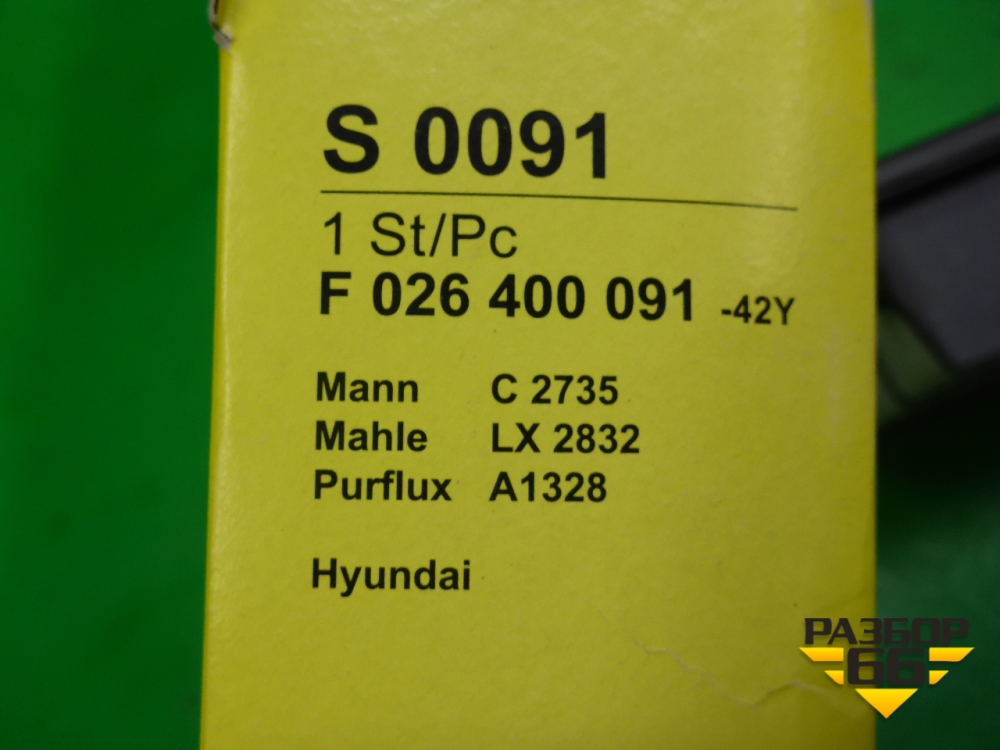 S 0091
1 St/Pc
F 026 400 091 -42Y
Mann C 2735
Mahle LX 2832
Purflux A1328
Hyundai
РАЗБОР
66